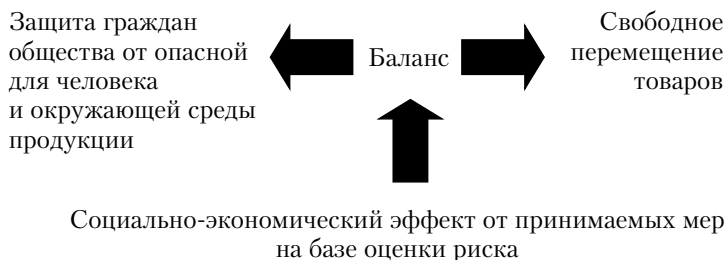 Защита граждан
общества от опасной
для человека
и окружающей среды
продукции
Баланс
Свободное
перемещение
товаров
Социально-экономический эффект от принимаемых мер
на базе оценки риска